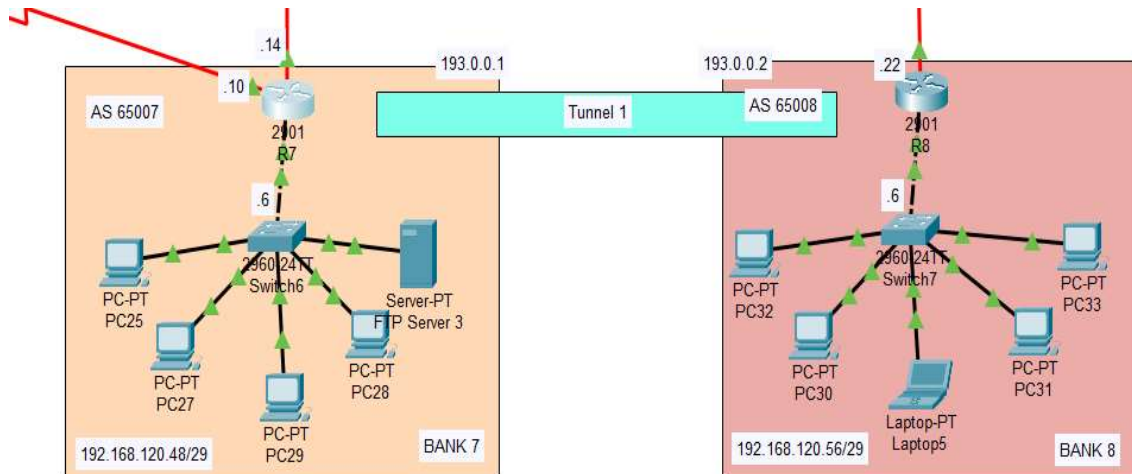 .14
193.0.0.1
193.0.0.2
.22
.10
AS 65007
Tunnel 1
AS 65008
2901
R7
2901
R8
.6
.6
2960-24TT
Switch6
2960-24TT
Switch7
PC-PT
PC25
Server-PT
FTP Server 3
PC-PT
PC32
PC-PT
PC33
PC-PT
PC27
PC-PT
PC28
PC-PT
PC30
PC-PT
PC31
PC-PT
PC29
Laptop-PT
Laptop5
192.168.120.48/29
BANK 7
192.168.120.56/29
BANK 8